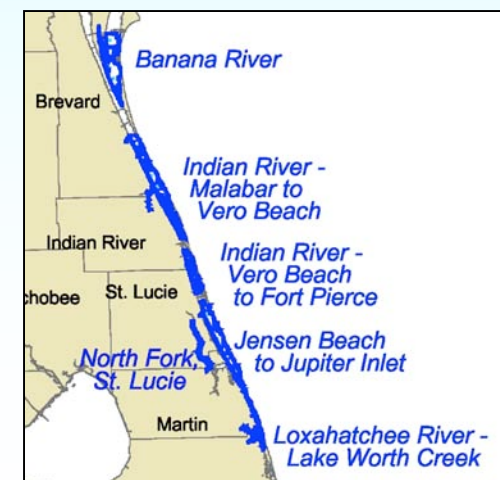 Banana River
Brevard
Indian River -
Malabar to
Vero Beach
Indian River
Indian River -
Vero Beach
to Fort Pierce
chobee
St. Lucie
Jensen Beach
to Jupiter Inlet
North Fork,
St. Lucie
Martin
Loxahatchee River -
Lake Worth Creek